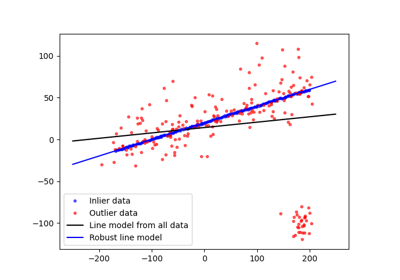 100
50
0
−50
−100
Inlier data
Outlier data
Line model from all data
Robust line model
−200
−100
0
100
200